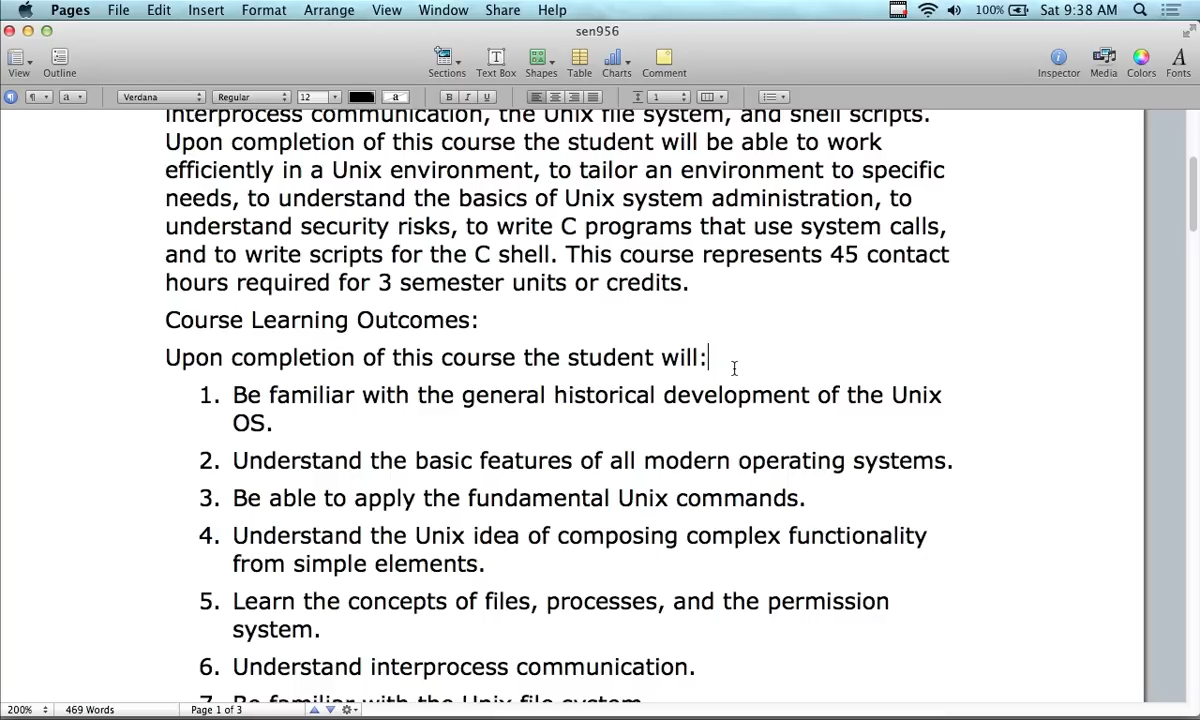 Pages File Edit Insert Format Arrange View Window Share Help 100% Sat 9:38 AM
sen956
View Outline Sections Text Box Shapes Table Charts Comment Inspector Media Colors Fonts
¶ a Verdana Regular 12 a B I U 1
interprocess communication, the Unix file system, and shell scripts.
Upon completion of this course the student will be able to work
efficiently in a Unix environment, to tailor an environment to specific
needs, to understand the basics of Unix system administration, to
understand security risks, to write C programs that use system calls,
and to write scripts for the C shell. This course represents 45 contact
hours required for 3 semester units or credits.
Course Learning Outcomes:
Upon completion of this course the student will:
1. Be familiar with the general historical development of the Unix
OS.
2. Understand the basic features of all modern operating systems.
3. Be able to apply the fundamental Unix commands.
4. Understand the Unix idea of composing complex functionality
from simple elements.
5. Learn the concepts of files, processes, and the permission
system.
6. Understand interprocess communication.
7. Be familiar with the Unix file system.
200% 469 Words Page 1 of 3